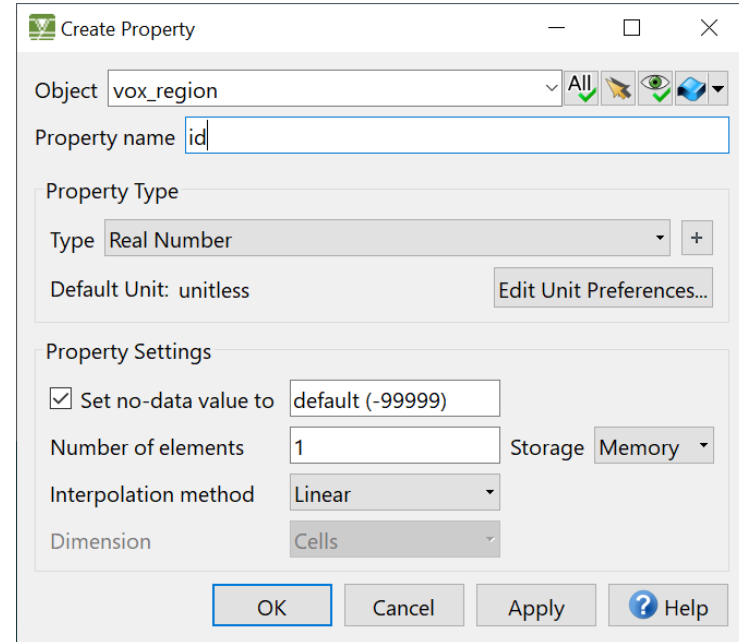 Create Property
Object vox_region All
Property name id
Property Type
Type Real Number +
Default Unit: unitless Edit Unit Preferences...
Property Settings
Set no-data value to default (-99999)
Number of elements 1 Storage Memory
Interpolation method Linear
Dimension Cells
OK Cancel Apply ? Help